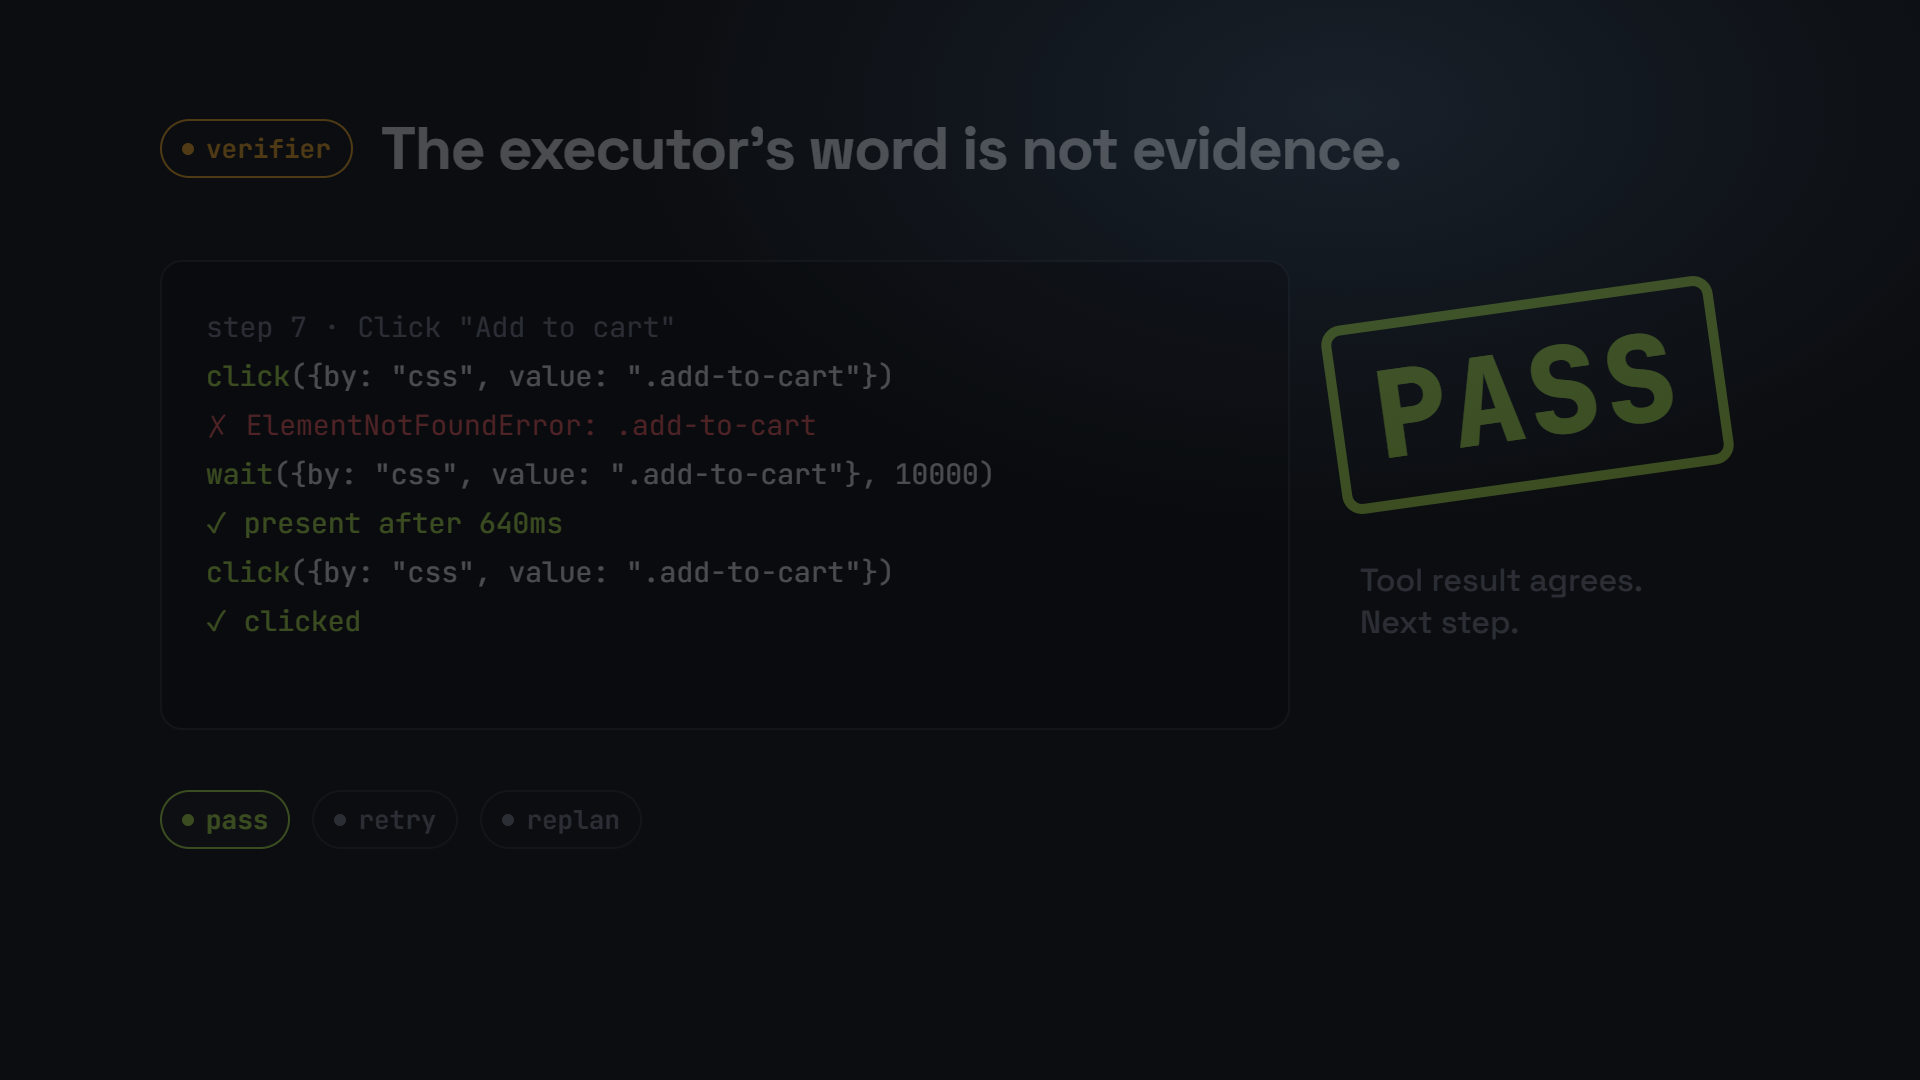 verifier
The executor’s word is not evidence.
step 7 · Click "Add to cart"
click({by: "css", value: ".add-to-cart"})
✗ ElementNotFoundError: .add-to-cart
wait({by: "css", value: ".add-to-cart"}, 10000)
✓ present after 640ms
click({by: "css", value: ".add-to-cart"})
✓ clicked
PASS
Tool result agrees.
Next step.
pass
retry
replan